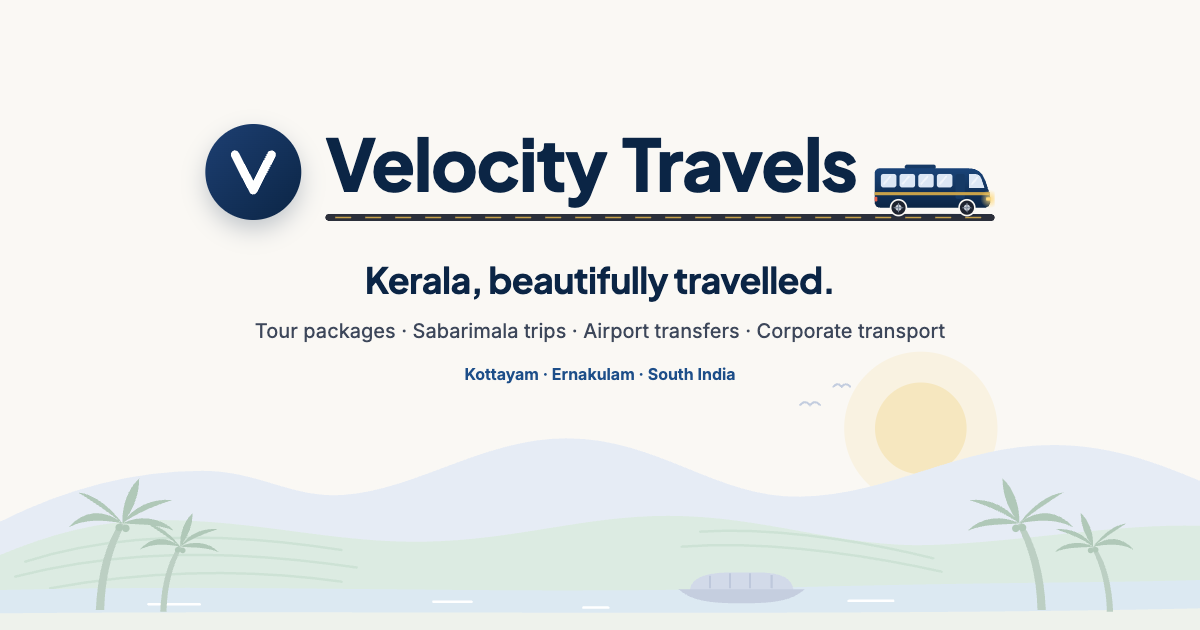 V
Velocity Travels
Kerala, beautifully travelled.
Tour packages · Sabarimala trips · Airport transfers · Corporate transport
Kottayam · Ernakulam · South India